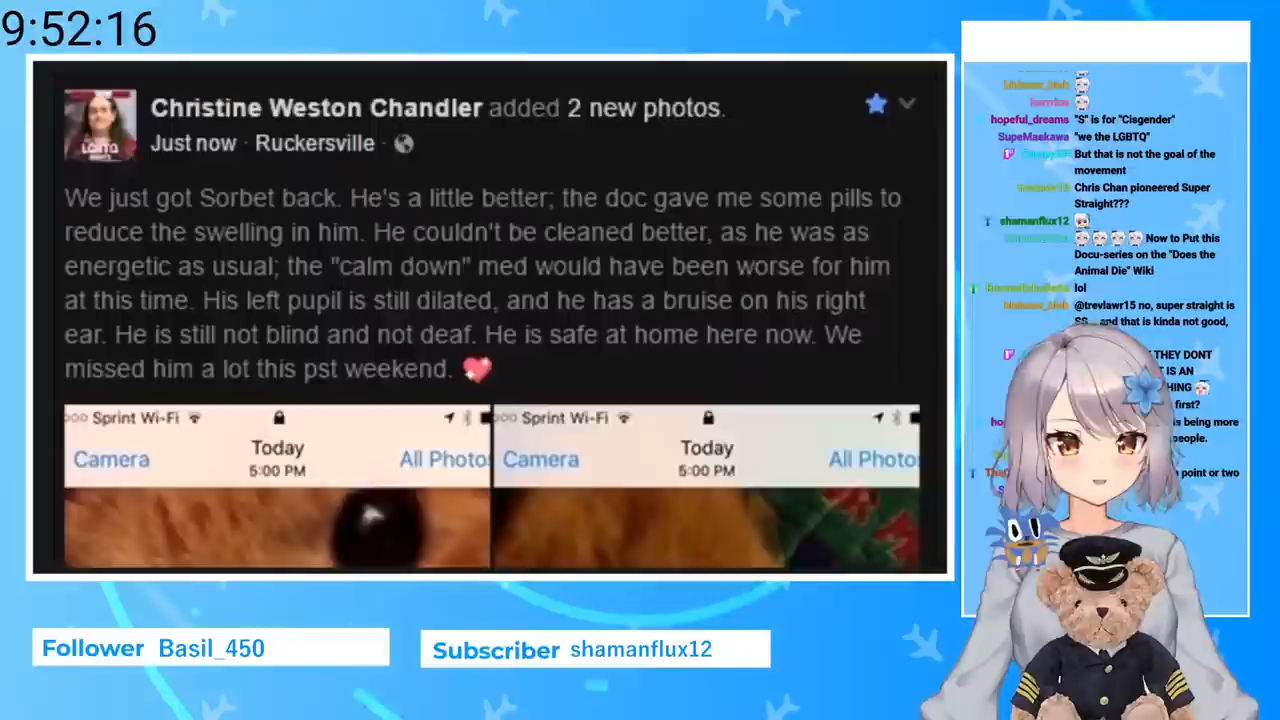 9:52:16
Christine Weston Chandler added 2 new photos.
Just now · Ruckersville
We just got Sorbet back. He's a little better; the doc gave me some pills to
reduce the swelling in him. He couldn't be cleaned better, as he was as
energetic as usual; the "calm down" med would have been worse for him
at this time. His left pupil is still dilated, and he has a bruise on his right
ear. He is still not blind and not deaf. He is safe at home here now. We
missed him a lot this pst weekend.
Sprint Wi-Fi
Today
5:00 PM
Camera
All Photo
Sprint Wi-Fi
Today
5:00 PM
Camera
All Photo
hopeful_dreams "S" is for "Cisgender"
SupeMaekawa "we the LGBTQ"
But that is not the goal of the
movement
Chris Chan pioneered Super
Straight???
shamanflux12
Now to Put this
Docu-series on the "Does the
Animal Die" Wiki
lol
@trevlawr15 no, super straight is
SS... and that is kinda not good,
THEY DONT
IS AN
first?
is being more
people.
point or two
Follower Basil_450
Subscriber shamanflux12